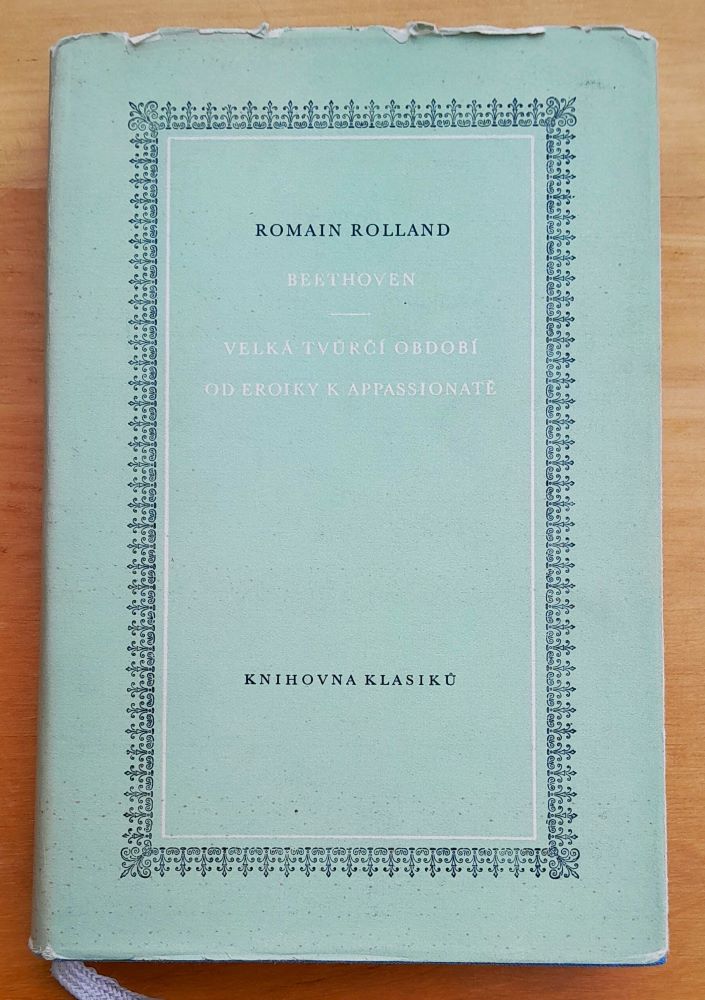 ROMAIN ROLLAND
BEETHOVEN
VELKÁ TVŮRČÍ OBDOBÍ
OD EROIKY K APPASSIONATĚ
KNIHOVNA KLASIKŮ